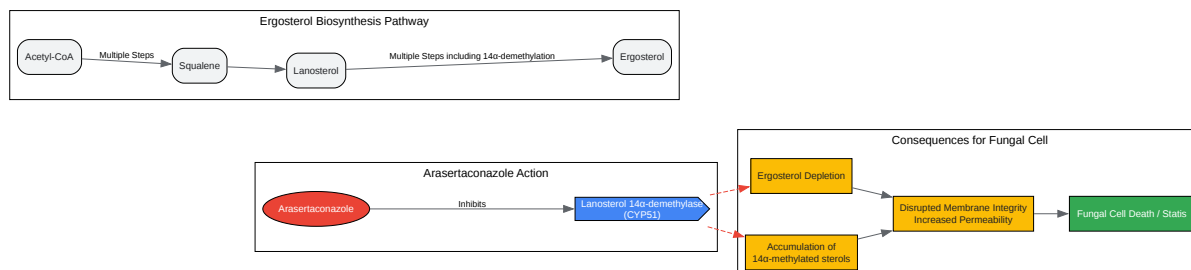 Ergosterol Biosynthesis Pathway
Acetyl-CoA
Multiple Steps
Squalene
Lanosterol
Multiple Steps including 14α-demethylation
Ergosterol
Arasertaconazole Action
Arasertaconazole
Inhibits
Lanosterol 14α-demethylase
(CYP51)
Consequences for Fungal Cell
Ergosterol Depletion
Accumulation of
14α-methylated sterols
Disrupted Membrane Integrity
Increased Permeability
Fungal Cell Death / Statis